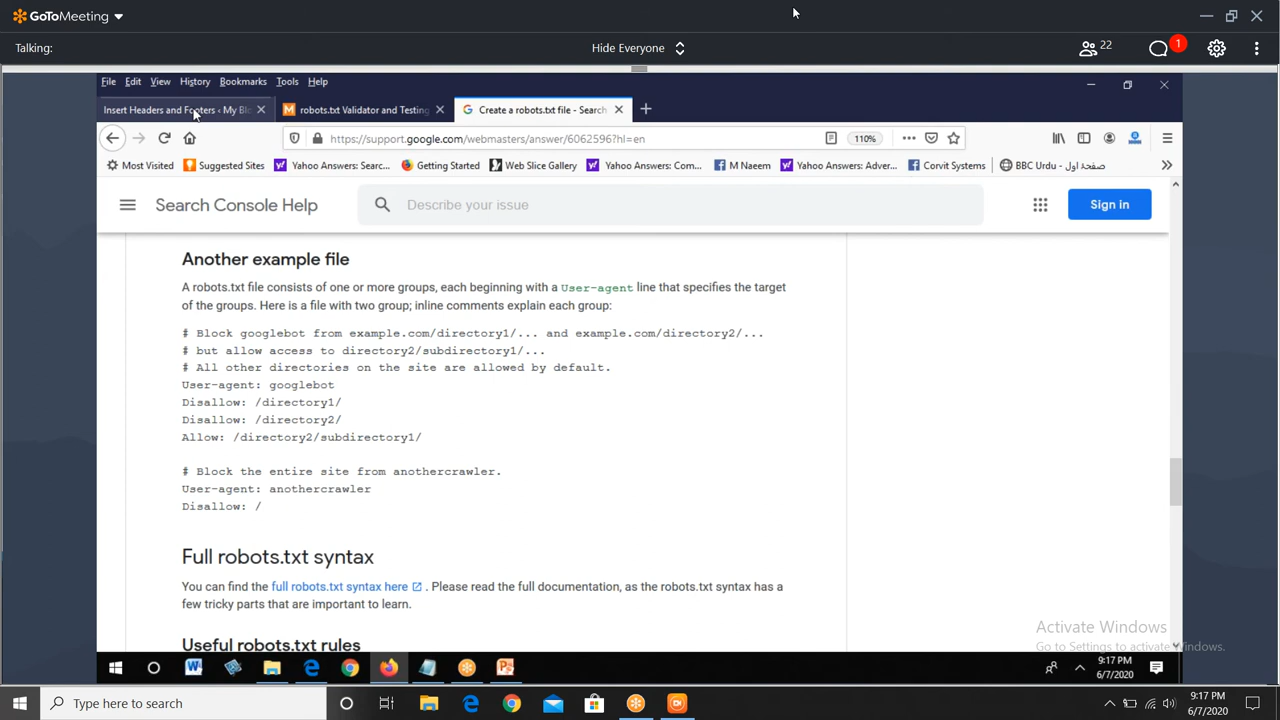 GoToMeeting
Talking:
Hide Everyone
22
1
File Edit View History Bookmarks Tools Help
Insert Headers and Footers ‹ My Blo
robots.txt Validator and Testing
Create a robots.txt file - Search
https://support.google.com/webmasters/answer/6062596?hl=en
110%
Most Visited Suggested Sites Yahoo Answers: Searc... Getting Started Web Slice Gallery Yahoo Answers: Com... M Naeem Yahoo Answers: Adver... Corvit Systems BBC Urdu - صفحۂ اول
Search Console Help
Describe your issue
Sign in
Another example file
A robots.txt file consists of one or more groups, each beginning with a User-agent line that specifies the target
of the groups. Here is a file with two group; inline comments explain each group:
# Block googlebot from example.com/directory1/... and example.com/directory2/...
# but allow access to directory2/subdirectory1/...
# All other directories on the site are allowed by default.
User-agent: googlebot
Disallow: /directory1/
Disallow: /directory2/
Allow: /directory2/subdirectory1/
# Block the entire site from anothercrawler.
User-agent: anothercrawler
Disallow: /
Full robots.txt syntax
You can find the full robots.txt syntax here . Please read the full documentation, as the robots.txt syntax has a
few tricky parts that are important to learn.
Useful robots.txt rules
Activate Windows
Go to Settings to activate Windows.
9:17 PM
6/7/2020
Type here to search
9:17 PM
6/7/2020